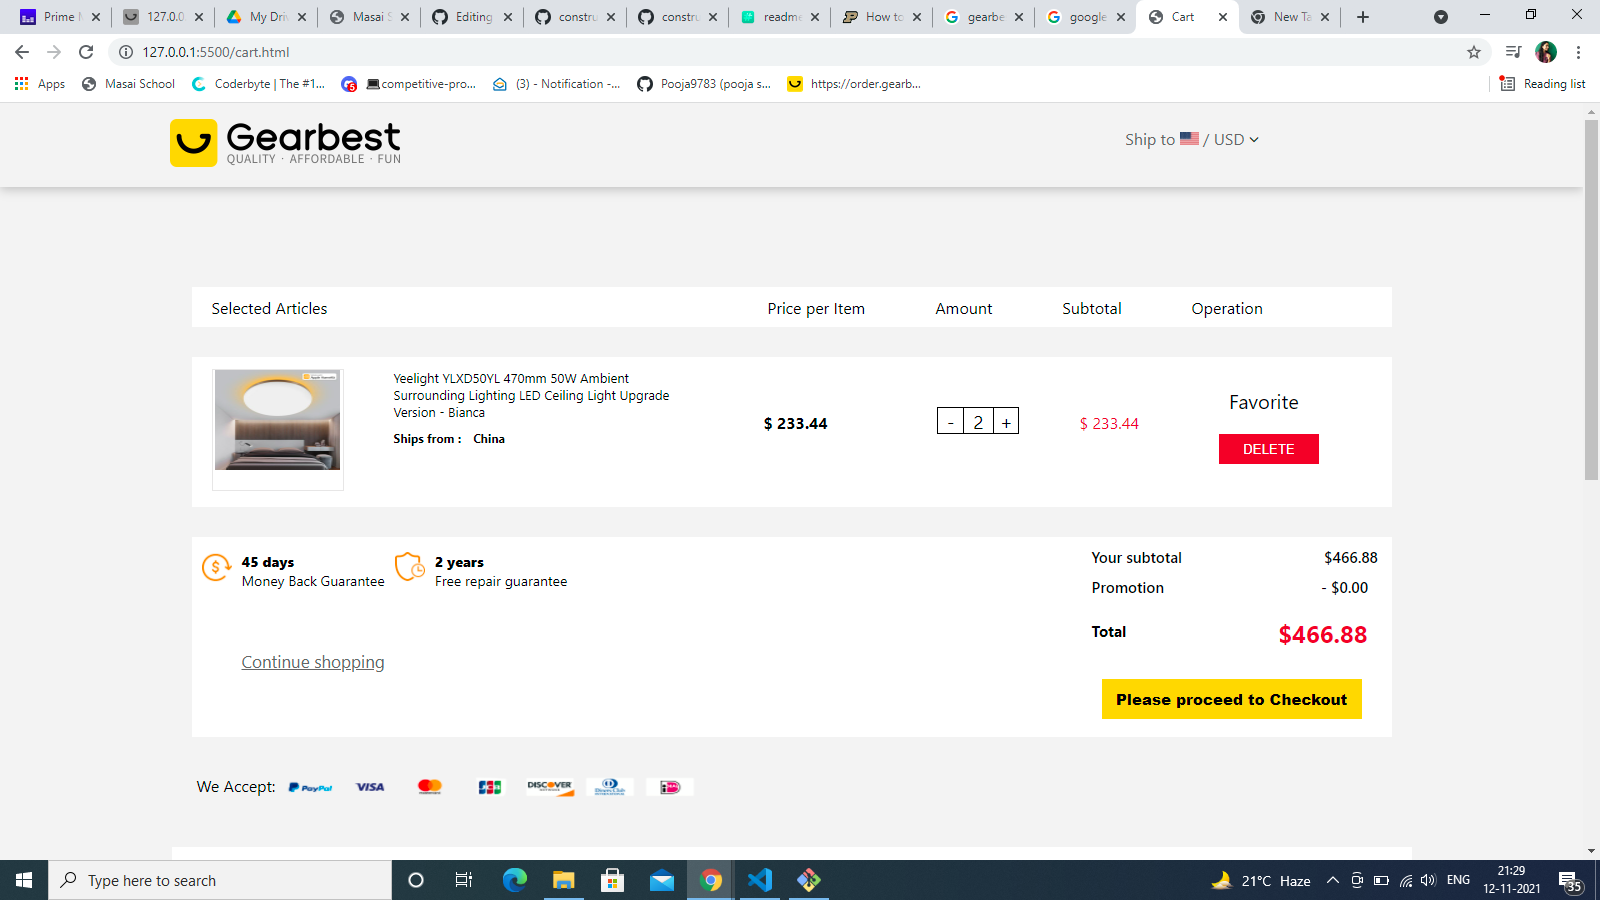 Prime M
127.0.0
My Driv
Masai S
Editing
constru
constru
readme
How to
gearbe
google
Cart
New Ta
127.0.0.1:5500/cart.html
Apps
Masai School
Coderbyte | The #1...
5
competitive-pro...
(3) - Notification -...
Pooja9783 (pooja s...
https://order.gearb...
Reading list
Gearbest
QUALITY · AFFORDABLE · FUN
Ship to / USD
Selected Articles Price per Item Amount Subtotal Operation
Yeelight YLXD50YL 470mm 50W Ambient
Surrounding Lighting LED Ceiling Light Upgrade
Version - Bianca
Ships from : China
$ 233.44
- 2 +
$ 233.44
Favorite
DELETE
45 days
Money Back Guarantee
2 years
Free repair guarantee
Continue shopping
Your subtotal $466.88
Promotion - $0.00
Total $466.88
Please proceed to Checkout
We Accept: PayPal VISA JCB DISCOVER
Type here to search
21°C Haze
ENG
21:29
12-11-2021
35